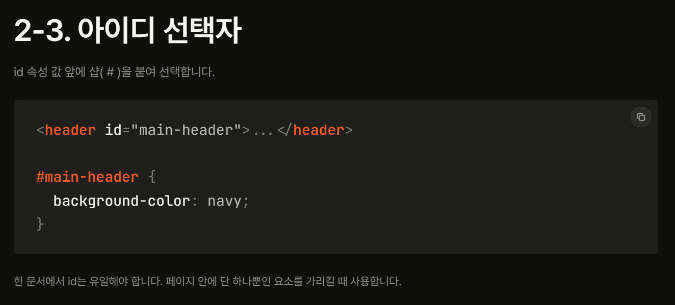 2-3. 아이디 선택자
id 속성 값 앞에 샵( # )을 붙여 선택합니다.
<header id="main-header">...</header>
#main-header {
  background-color: navy;
}
한 문서에서 id는 유일해야 합니다. 페이지 안에 단 하나뿐인 요소를 가리킬 때 사용합니다.